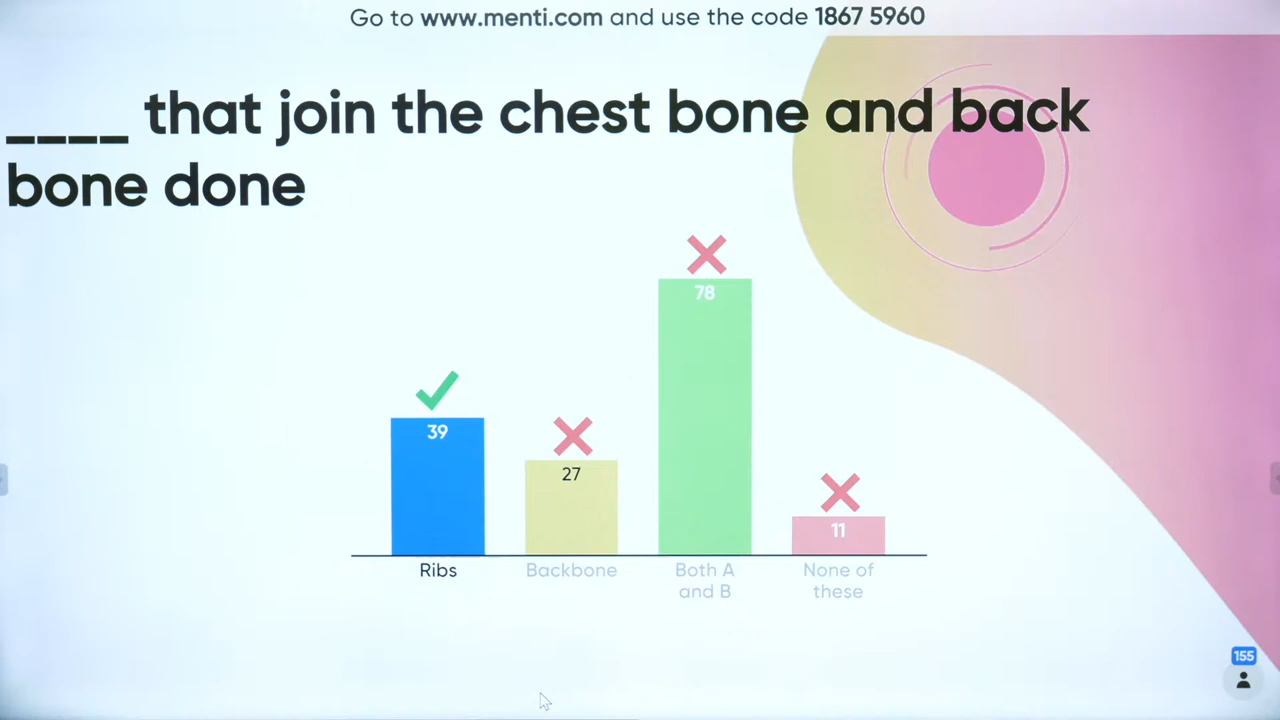 Go to www.menti.com and use the code 1867 5960
____ that join the chest bone and back
bone done
78
39
27
11
Ribs
Backbone
Both A
and B
None of
these
155